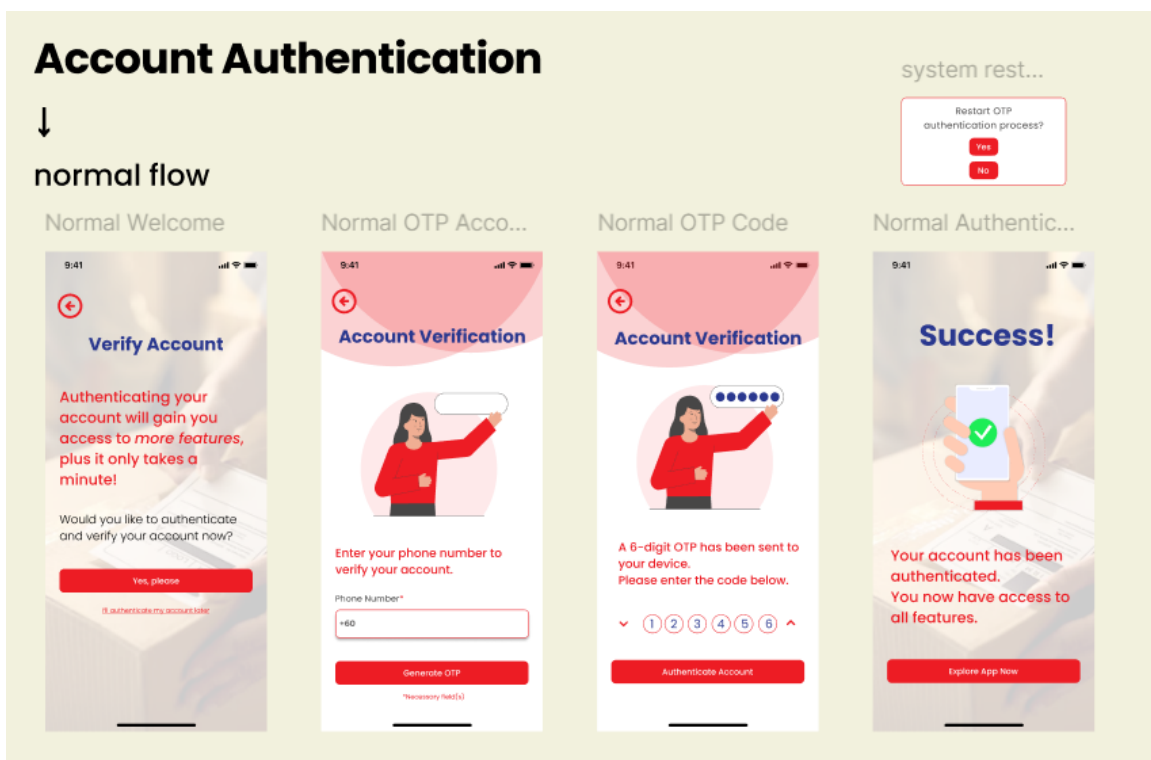 Account Authentication
↓
normal flow
system rest...
Restart OTP
authentication process?
Yes
No
Normal Welcome
9:41
Verify Account
Authenticating your
account will gain you
access to more features,
plus it only takes a
minute!
Would you like to authenticate
and verify your account now?
Yes, please
I'll authenticate my account later
Normal OTP Acco...
9:41
Account Verification
Enter your phone number to
verify your account.
Phone Number*
+60
Generate OTP
*Necessary field(s)
Normal OTP Code
9:41
Account Verification
A 6-digit OTP has been sent to
your device.
Please enter the code below.
1 2 3 4 5 6
Authenticate Account
Normal Authentic...
9:41
Success!
Your account has been
authenticated.
You now have access to
all features.
Explore App Now